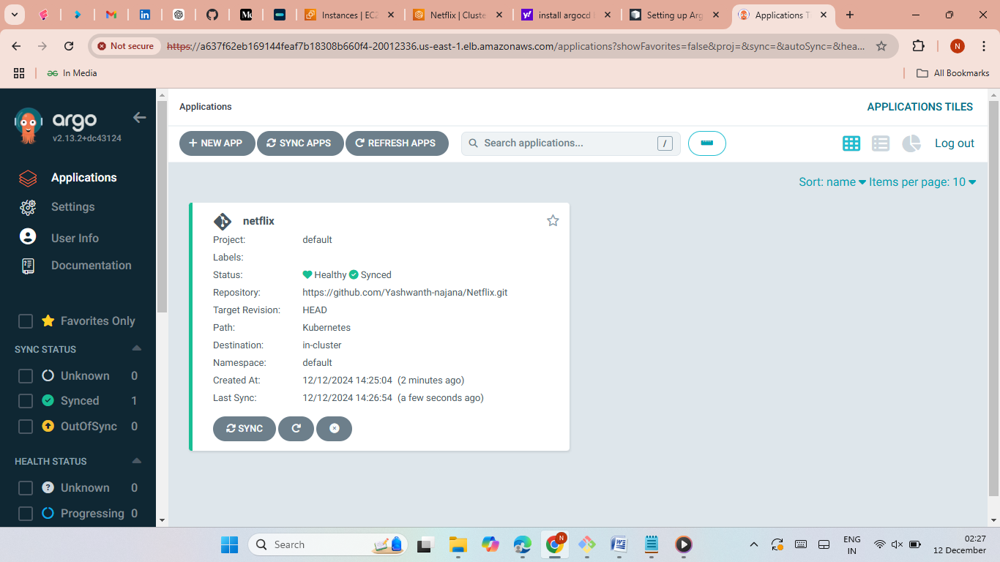 Instances | EC2
Netflix | Cluste
install argocd
Setting up Arg
Applications T
Not secure
https://a637f62eb169144feaf7b18308b660f4-20012336.us-east-1.elb.amazonaws.com/applications?showFavorites=false&proj=&sync=&autoSync=&hea...
N
In Media
All Bookmarks
argo
v2.13.2+dc43124
Applications
Settings
User Info
Documentation
Favorites Only
SYNC STATUS
Unknown 0
Synced 1
OutOfSync 0
HEALTH STATUS
Unknown 0
Progressing 0
Applications
APPLICATIONS TILES
+ NEW APP
SYNC APPS
REFRESH APPS
Search applications...
/
Log out
Sort: name
Items per page: 10
netflix
Project: default
Labels:
Status: Healthy Synced
Repository: https://github.com/Yashwanth-najana/Netflix.git
Target Revision: HEAD
Path: Kubernetes
Destination: in-cluster
Namespace: default
Created At: 12/12/2024 14:25:04 (2 minutes ago)
Last Sync: 12/12/2024 14:26:54 (a few seconds ago)
SYNC
Search
ENG
IN
02:27
12 December